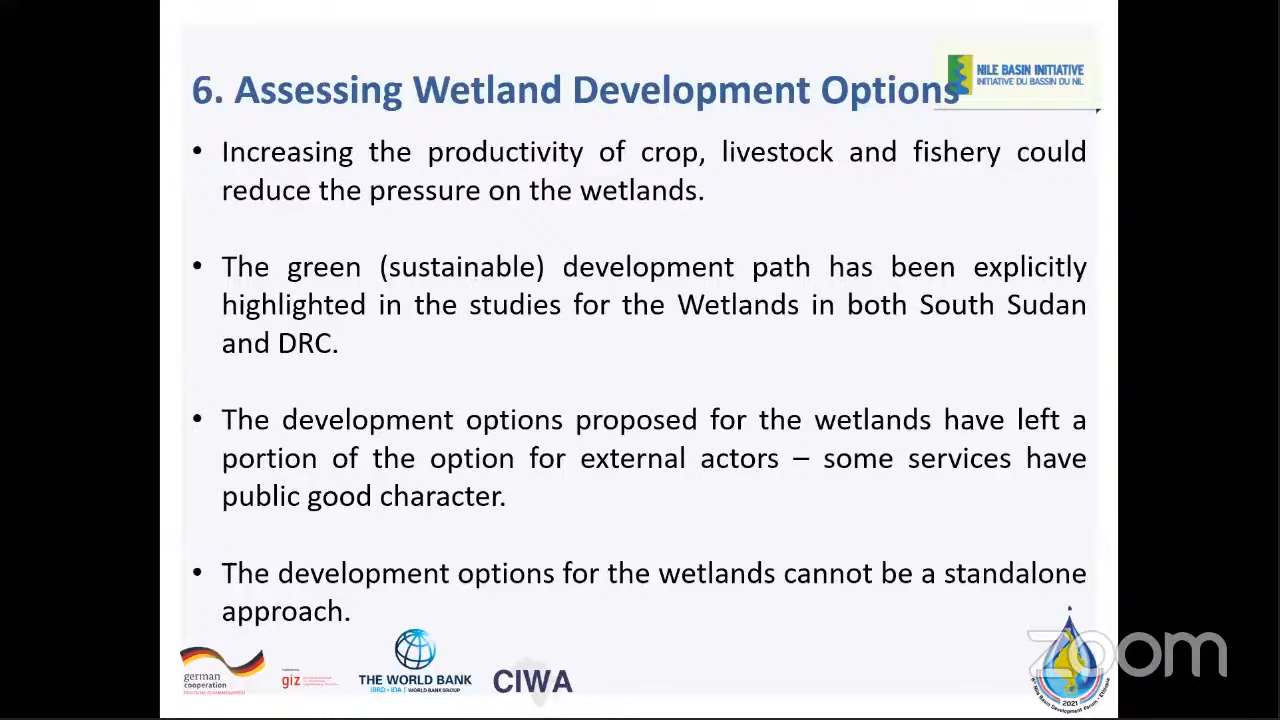 6. Assessing Wetland Development Options
NILE BASIN INITIATIVE
INITIATIVE DU BASSIN DU NIL
• Increasing the productivity of crop, livestock and fishery could
reduce the pressure on the wetlands.
• The green (sustainable) development path has been explicitly
highlighted in the studies for the Wetlands in both South Sudan
and DRC.
• The development options proposed for the wetlands have left a
portion of the option for external actors – some services have
public good character.
• The development options for the wetlands cannot be a standalone
approach.
german
cooperation
giz
THE WORLD BANK
IBRD • IDA | WORLD BANK GROUP
CIWA
zoom
2021